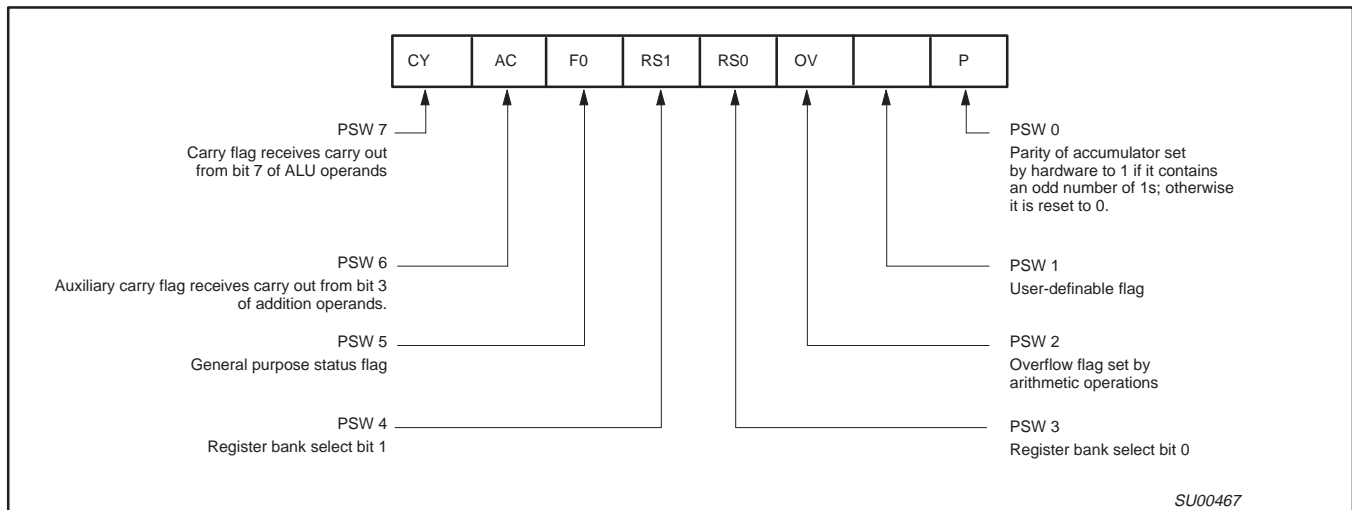 CY AC F0 RS1 RS0 OV P
PSW 7
Carry flag receives carry out
from bit 7 of ALU operands
PSW 6
Auxiliary carry flag receives carry out from bit 3
of addition operands.
PSW 5
General purpose status flag
PSW 4
Register bank select bit 1
PSW 0
Parity of accumulator set
by hardware to 1 if it contains
an odd number of 1s; otherwise
it is reset to 0.
PSW 1
User-definable flag
PSW 2
Overflow flag set by
arithmetic operations
PSW 3
Register bank select bit 0
SU00467